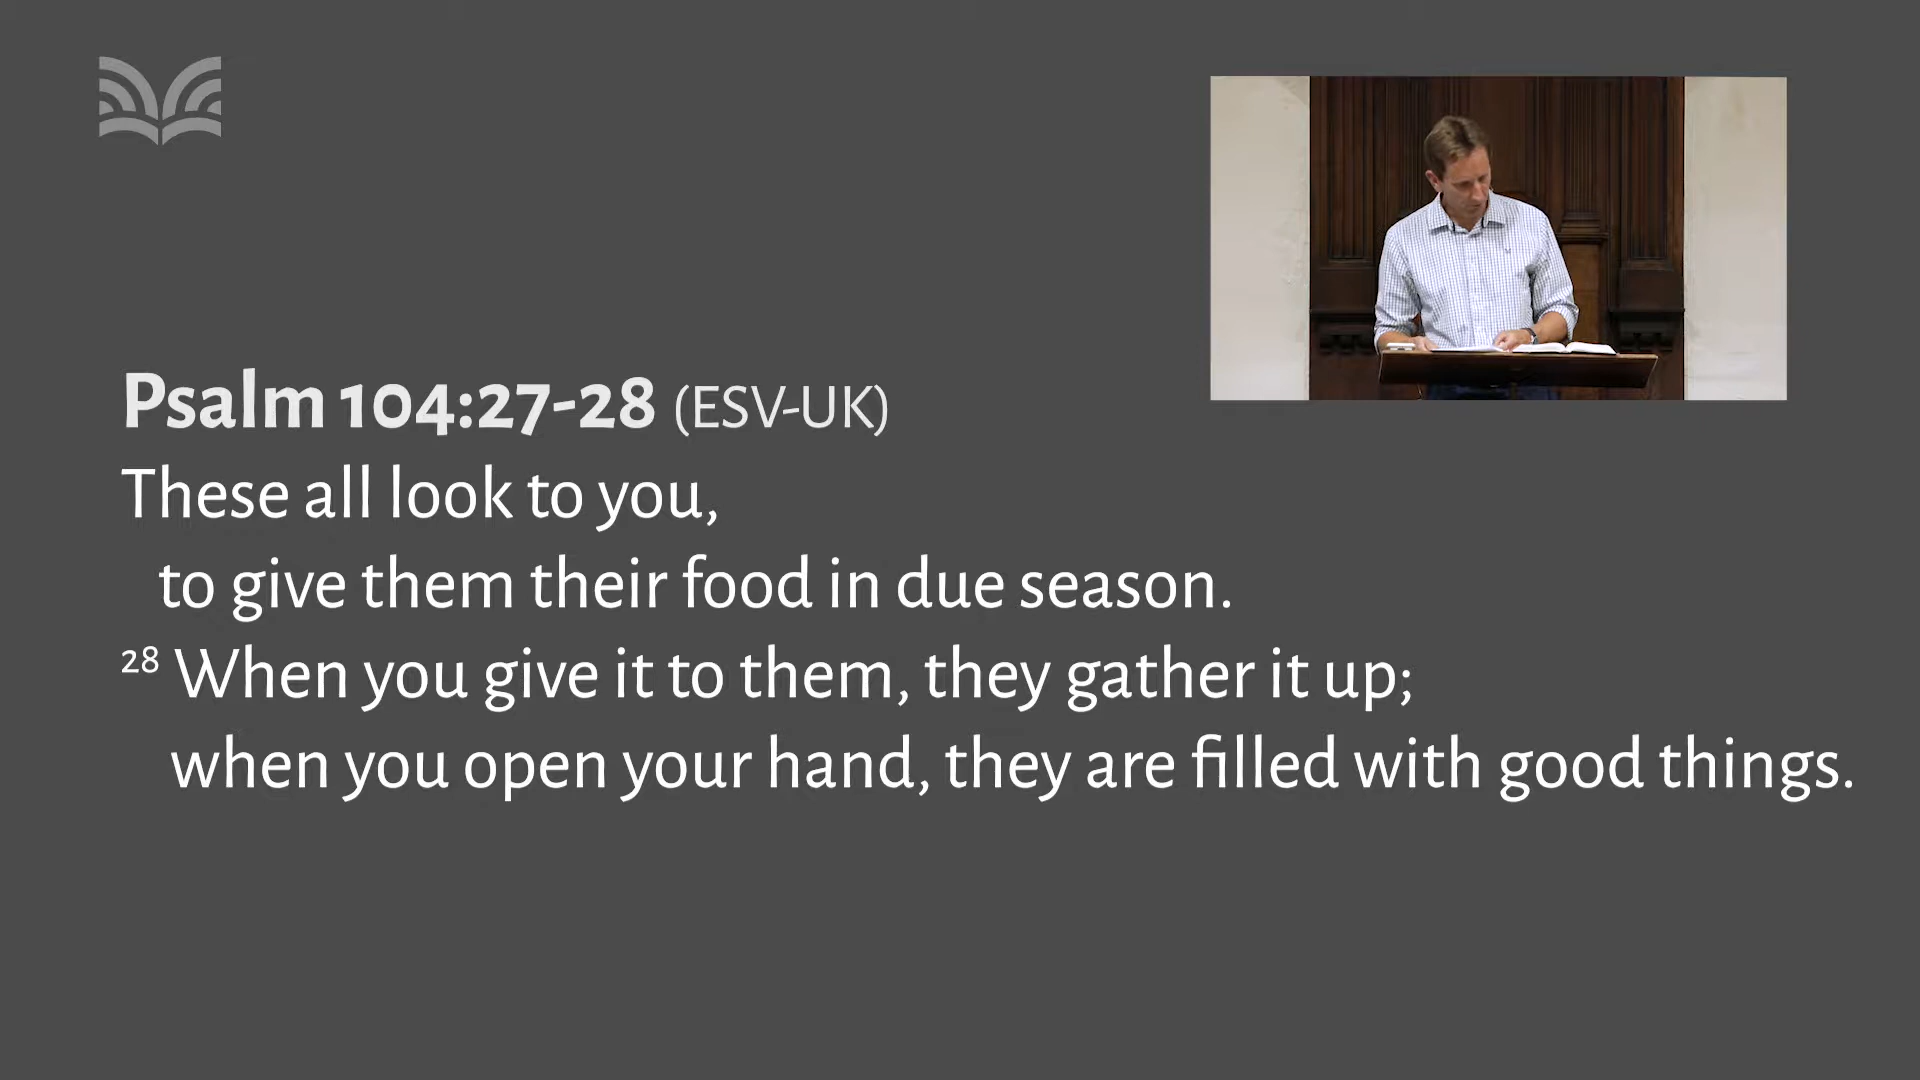 Psalm 104:27-28 (ESV-UK)
These all look to you,
to give them their food in due season.
28 When you give it to them, they gather it up;
when you open your hand, they are filled with good things.